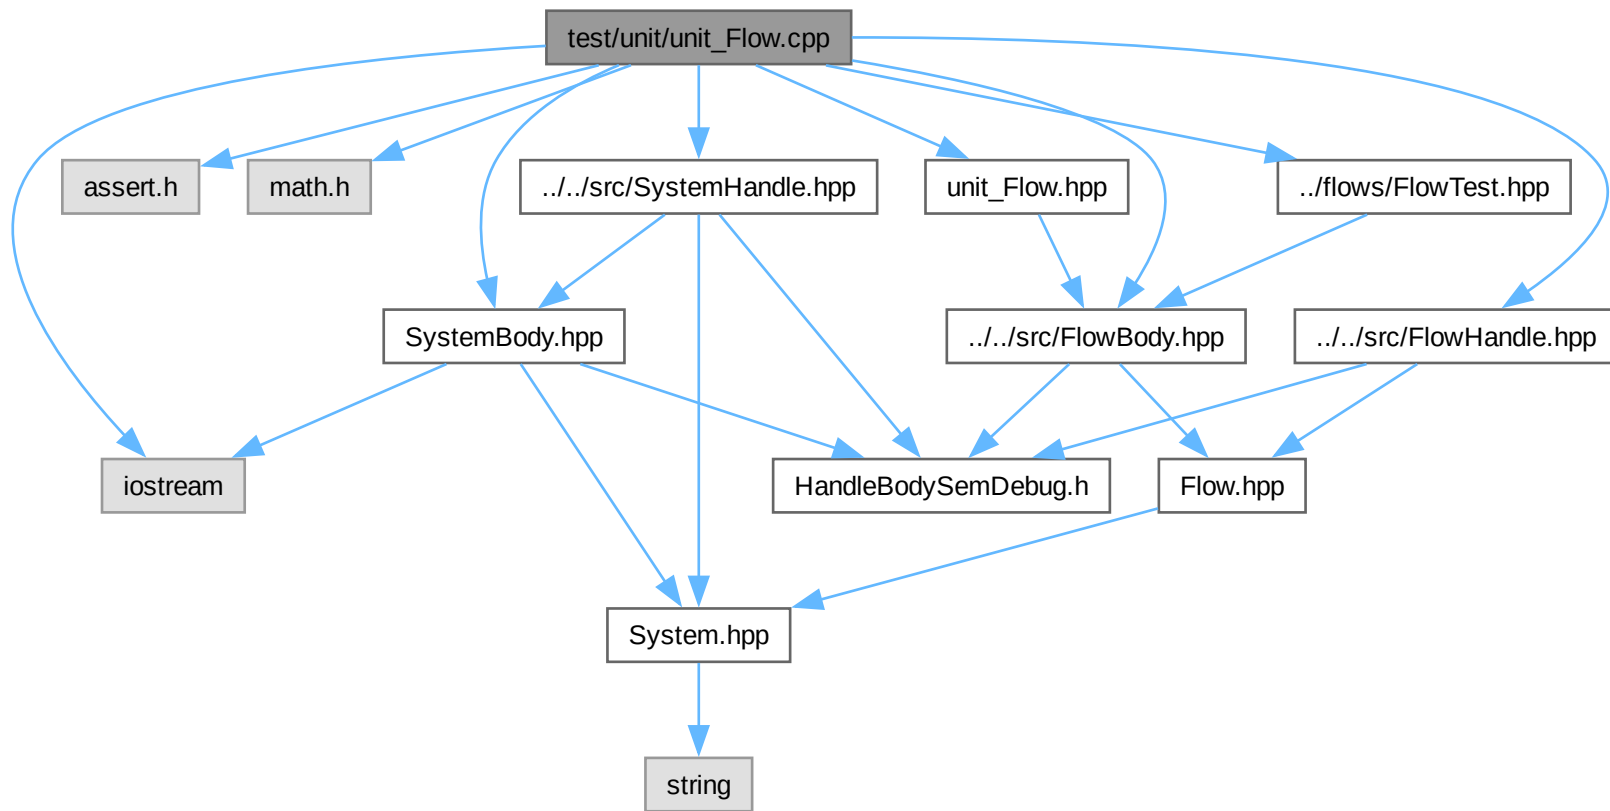 test/unit/unit_Flow.cpp
assert.h
math.h
../../src/SystemHandle.hpp
unit_Flow.hpp
../flows/FlowTest.hpp
SystemBody.hpp
../../src/FlowBody.hpp
../../src/FlowHandle.hpp
iostream
HandleBodySemDebug.h
Flow.hpp
System.hpp
string